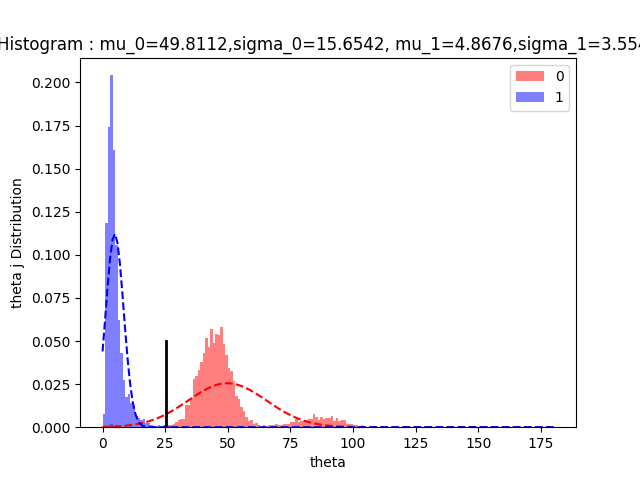 Histogram : mu_0=49.8112,sigma_0=15.6542, mu_1=4.8676,sigma_1=3.554
0.200
0.175
0.150
0.125
0.100
0.075
0.050
0.025
0.000
theta j Distribution
0
1
0 25 50 75 100 125 150 175
theta